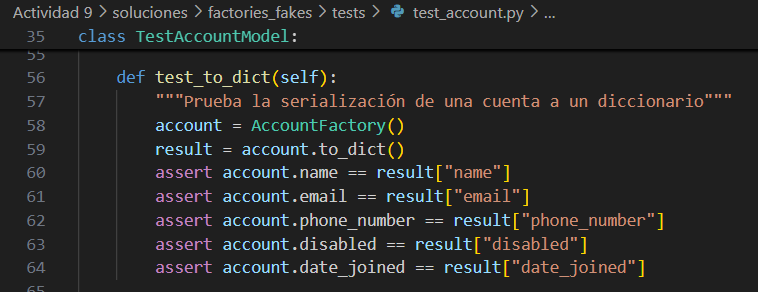 Actividad 9 > soluciones > factories_fakes > tests > test_account.py > ...
35 class TestAccountModel:
55
56 def test_to_dict(self):
57 """Prueba la serialización de una cuenta a un diccionario"""
58 account = AccountFactory()
59 result = account.to_dict()
60 assert account.name == result["name"]
61 assert account.email == result["email"]
62 assert account.phone_number == result["phone_number"]
63 assert account.disabled == result["disabled"]
64 assert account.date_joined == result["date_joined"]
65